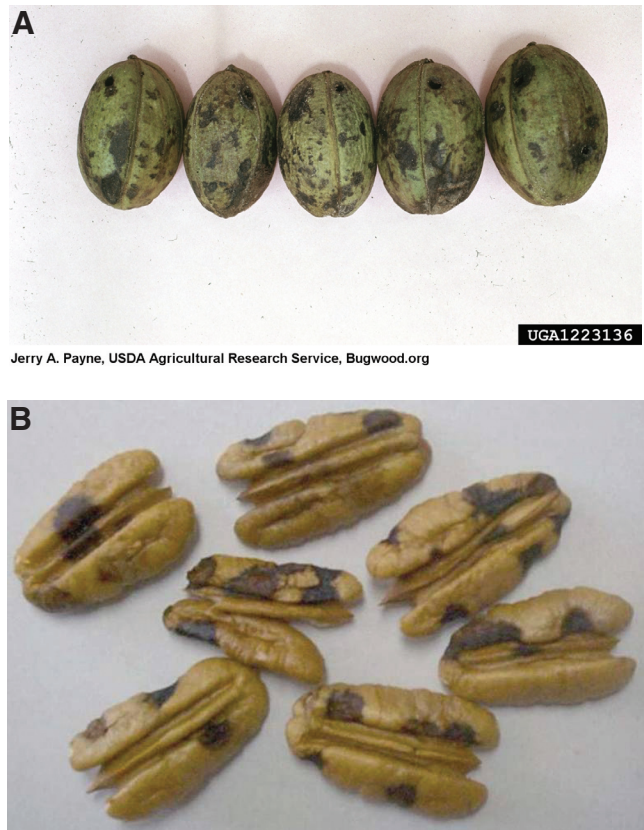 A
UGA1223136
Jerry A. Payne, USDA Agricultural Research Service, Bugwood.org
B